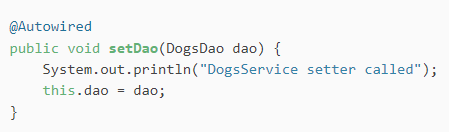 @Autowired
public void setDao(DogsDao dao) {
    System.out.println("DogsService setter called");
    this.dao = dao;
}